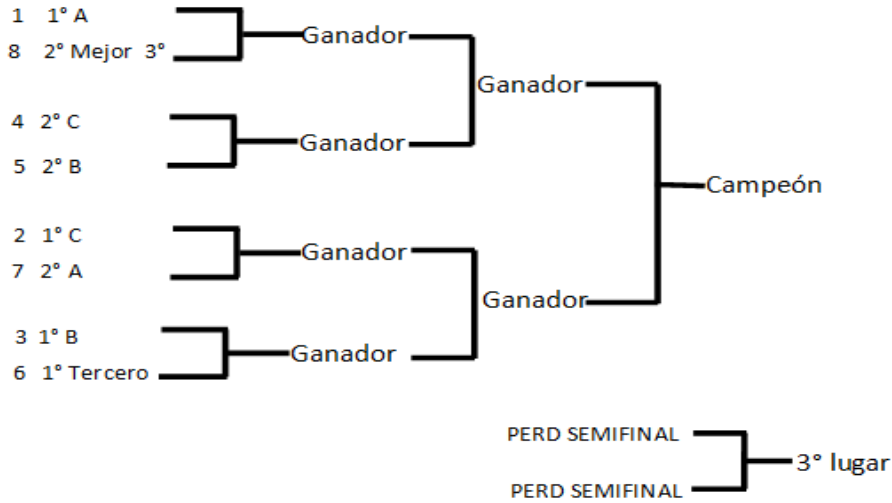 1 1° A
Ganador
8 2° Mejor 3°
Ganador
4 2° C
Ganador
5 2° B
Campeón
2 1° C
Ganador
7 2° A
Ganador
3 1° B
Ganador
6 1° Tercero
PERD SEMIFINAL
3° lugar
PERD SEMIFINAL